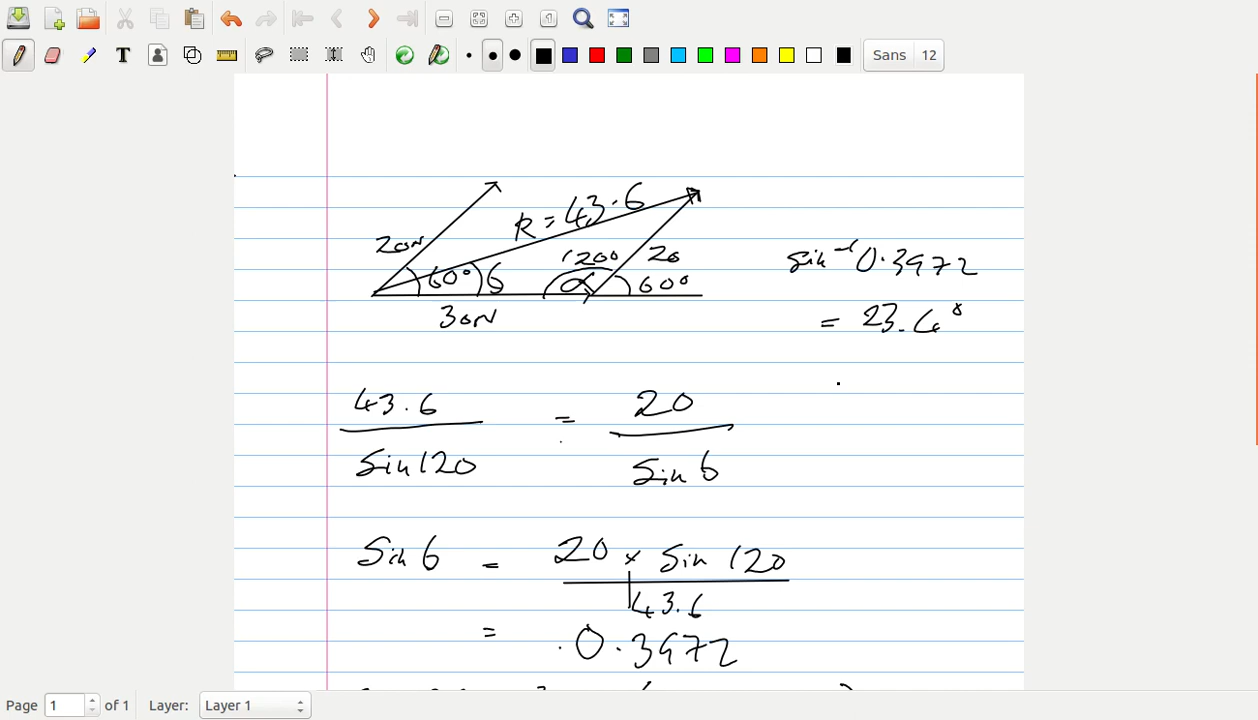 T
Sans 12
R = 43.6
20N
60° 6
120°
α
20
60°
30N
sin⁻¹ 0.3972
= 23.4°
43.6 = 20
sin 120 sin 6
Sin 6 = 20 x sin 120
43.6
= 0.3972
Page 1 of 1 Layer: Layer 1